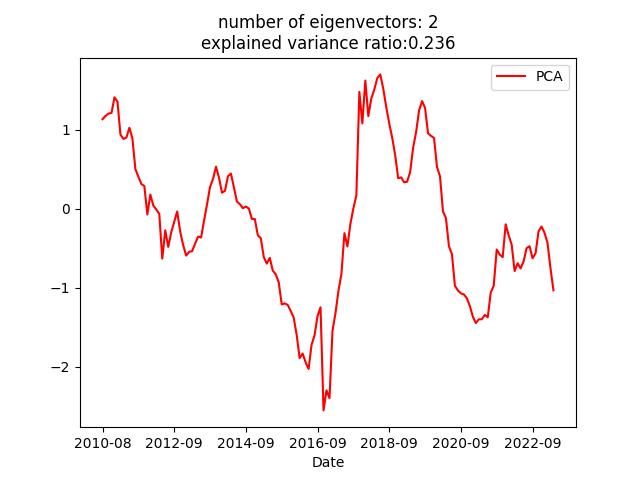 number of eigenvectors: 2
explained variance ratio:0.236
PCA
1
0
−1
−2
2010-08 2012-09 2014-09 2016-09 2018-09 2020-09 2022-09
Date